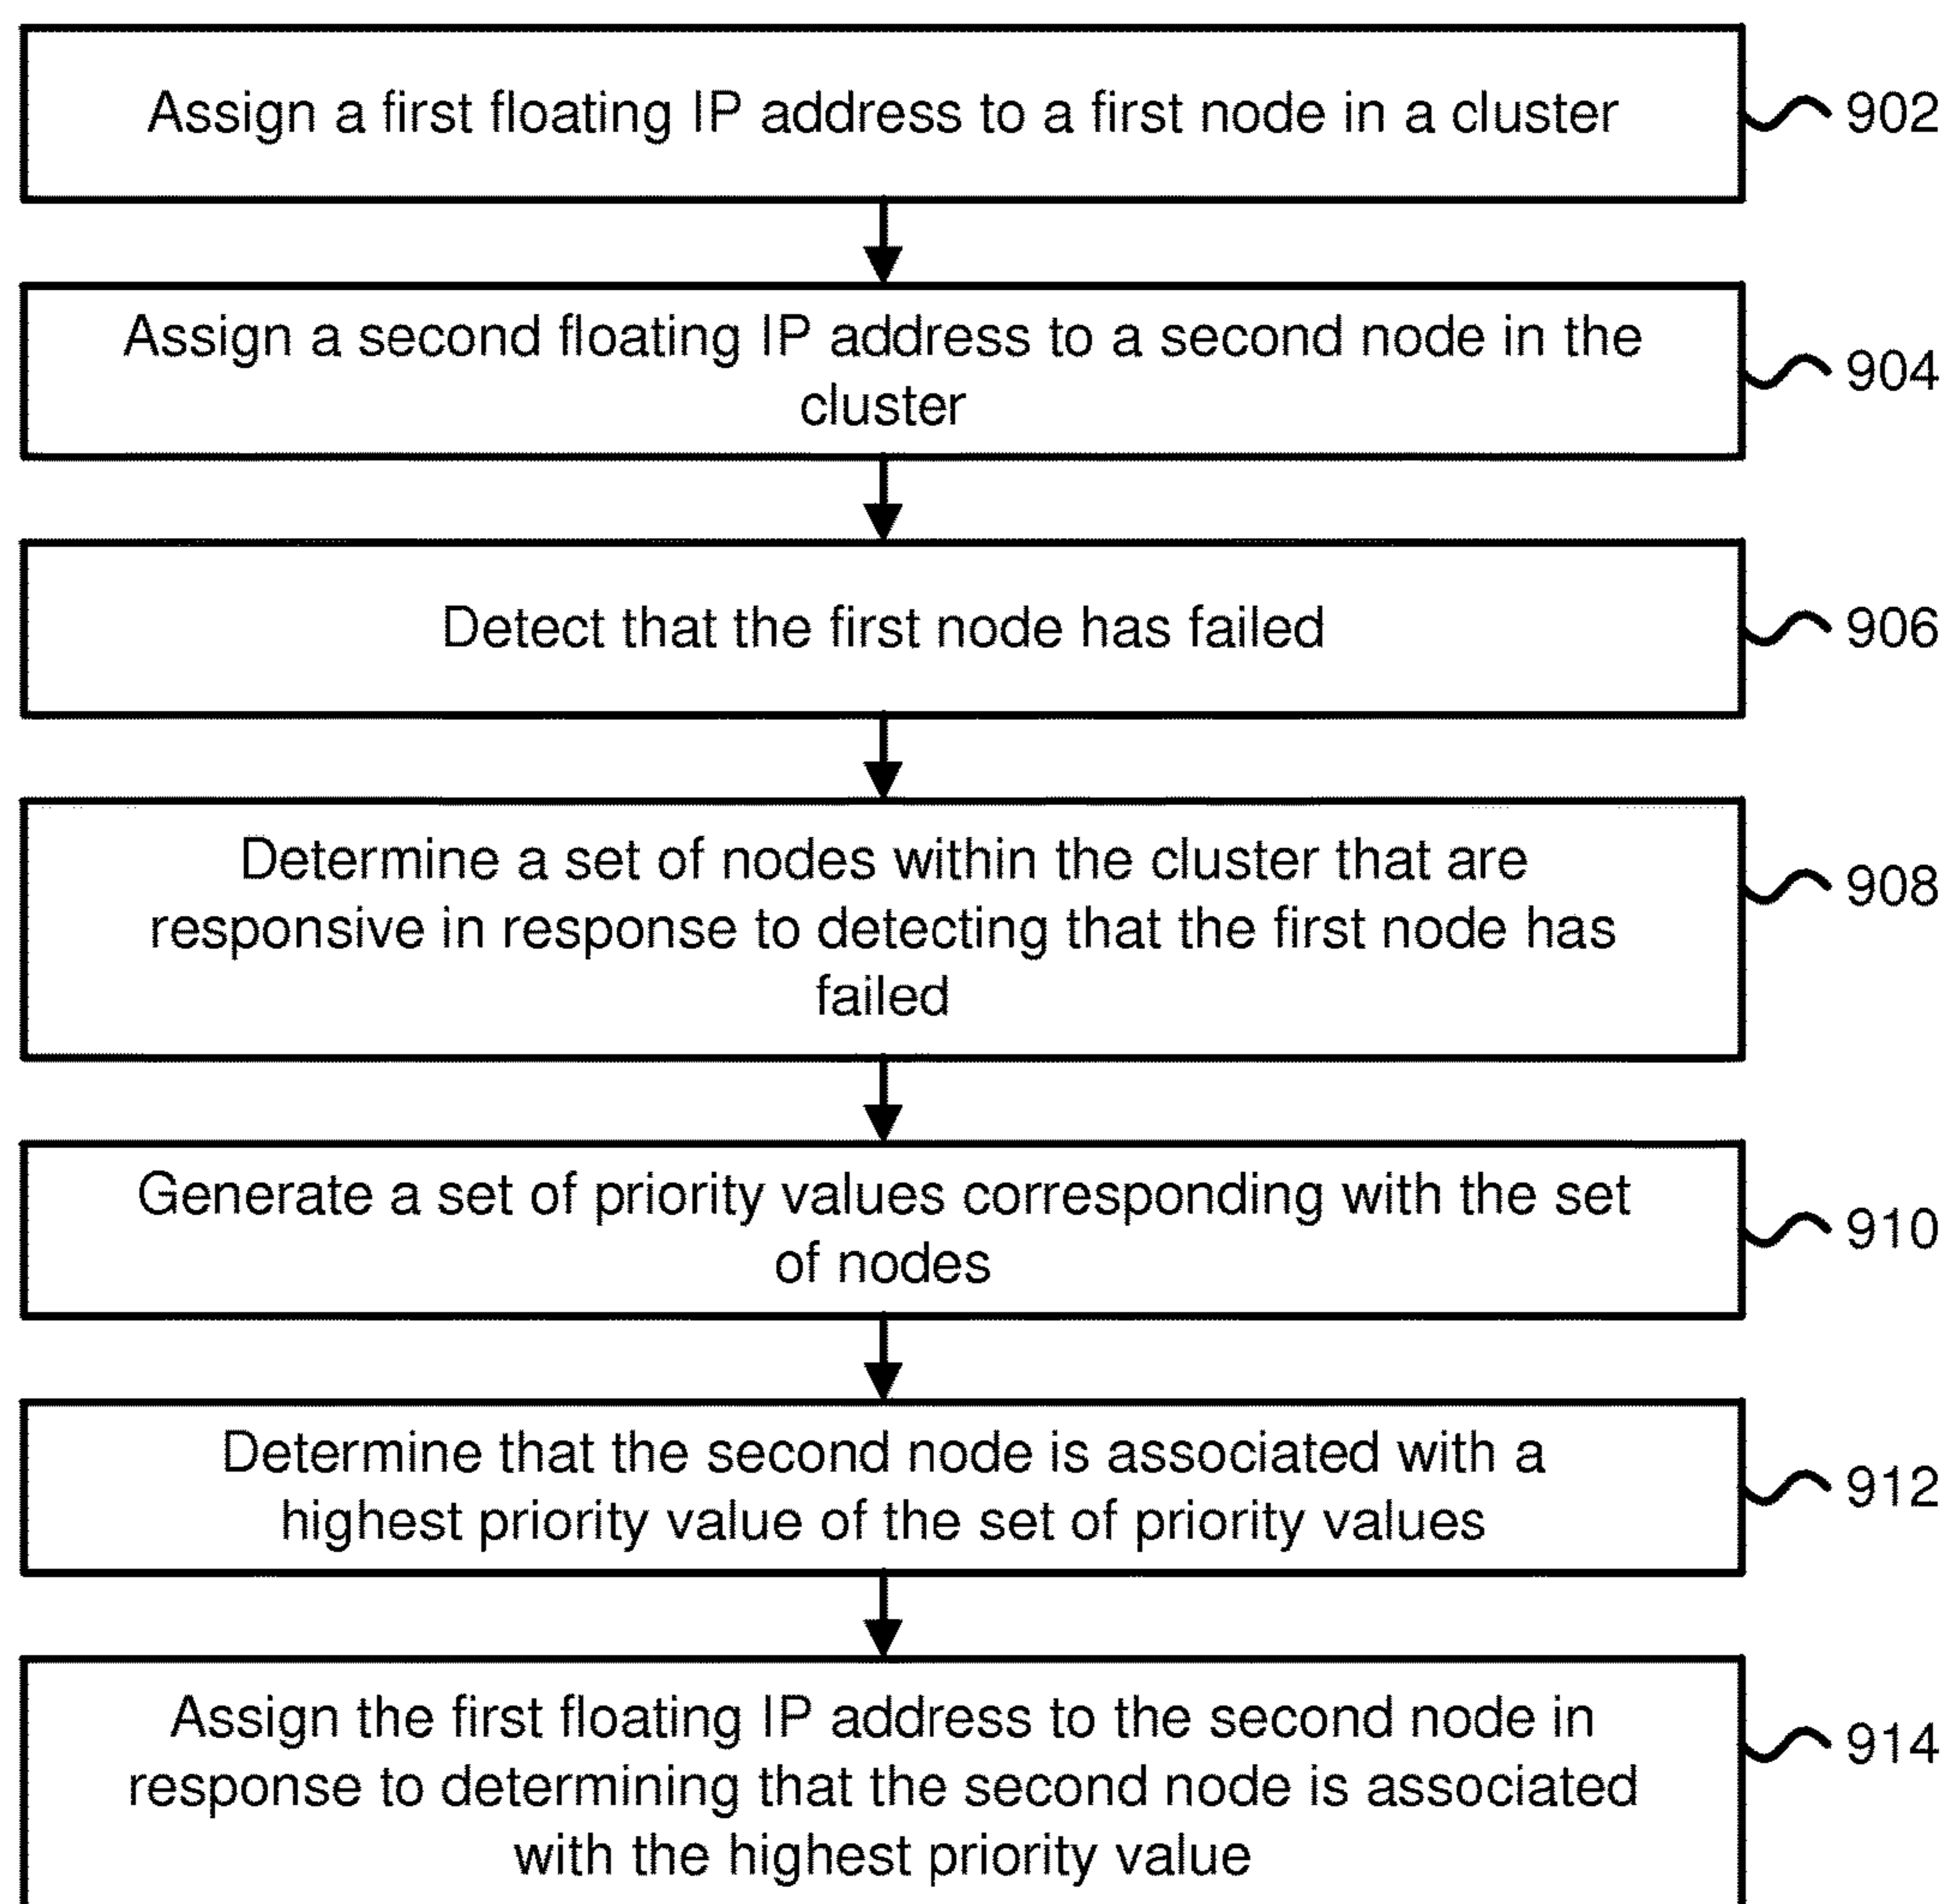 Assign a first floating IP address to a first node in a cluster
902
Assign a second floating IP address to a second node in the
cluster
904
Detect that the first node has failed
906
Determine a set of nodes within the cluster that are
responsive in response to detecting that the first node has
failed
908
Generate a set of priority values corresponding with the set
of nodes
910
Determine that the second node is associated with a
highest priority value of the set of priority values
912
Assign the first floating IP address to the second node in
response to determining that the second node is associated
with the highest priority value
914